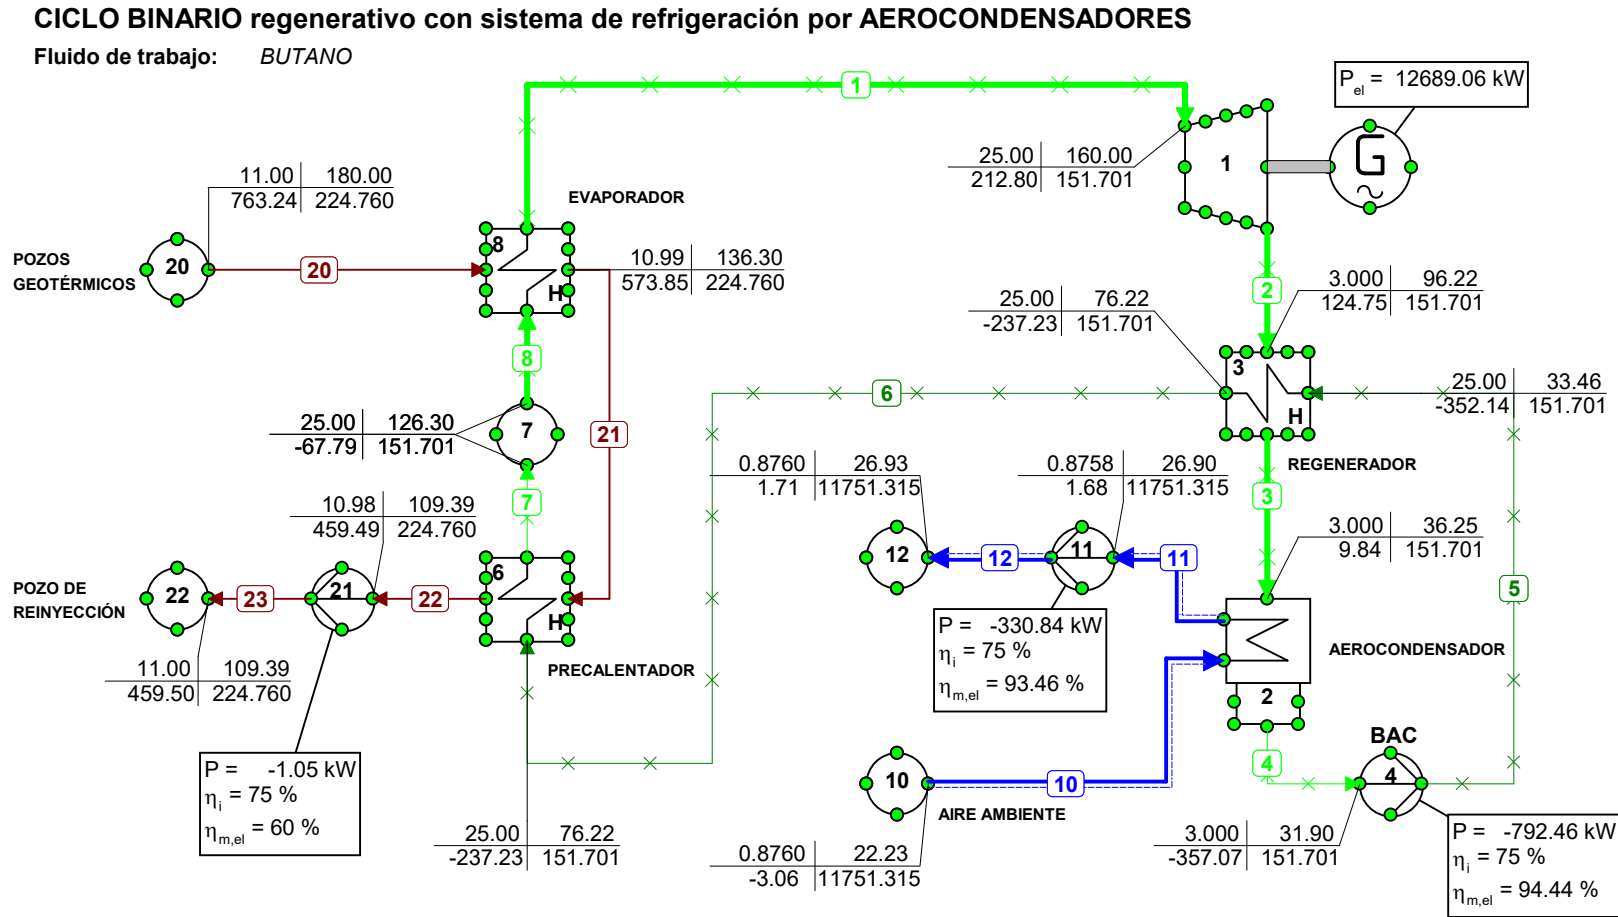 CICLO BINARIO regenerativo con sistema de refrigeración por AEROCONDENSADORES
Fluido de trabajo: BUTANO
1
P_el = 12689.06 kW
G
25.00 160.00
212.80 151.701
1
11.00 180.00
763.24 224.760
EVAPORADOR
8
H
POZOS
GEOTÉRMICOS
20
20
10.99 136.30
573.85 224.760
3.000 96.22
124.75 151.701
2
25.00 76.22
-237.23 151.701
8
3
H
6
25.00 33.46
-352.14 151.701
25.00 126.30
-67.79 151.701
7
21
REGENERADOR
0.8760 26.93
1.71 11751.315
0.8758 26.90
1.68 11751.315
7
3
10.98 109.39
459.49 224.760
3.000 36.25
9.84 151.701
12
12
11
11
POZO DE
REINYECCIÓN
22
23
21
22
6
H
5
PRECALENTADOR
P = -330.84 kW
η_i = 75 %
η_m,el = 93.46 %
AEROCONDENSADOR
2
11.00 109.39
459.50 224.760
BAC
4
4
10
10
AIRE AMBIENTE
P = -1.05 kW
η_i = 75 %
η_m,el = 60 %
25.00 76.22
-237.23 151.701
0.8760 22.23
-3.06 11751.315
3.000 31.90
-357.07 151.701
P = -792.46 kW
η_i = 75 %
η_m,el = 94.44 %